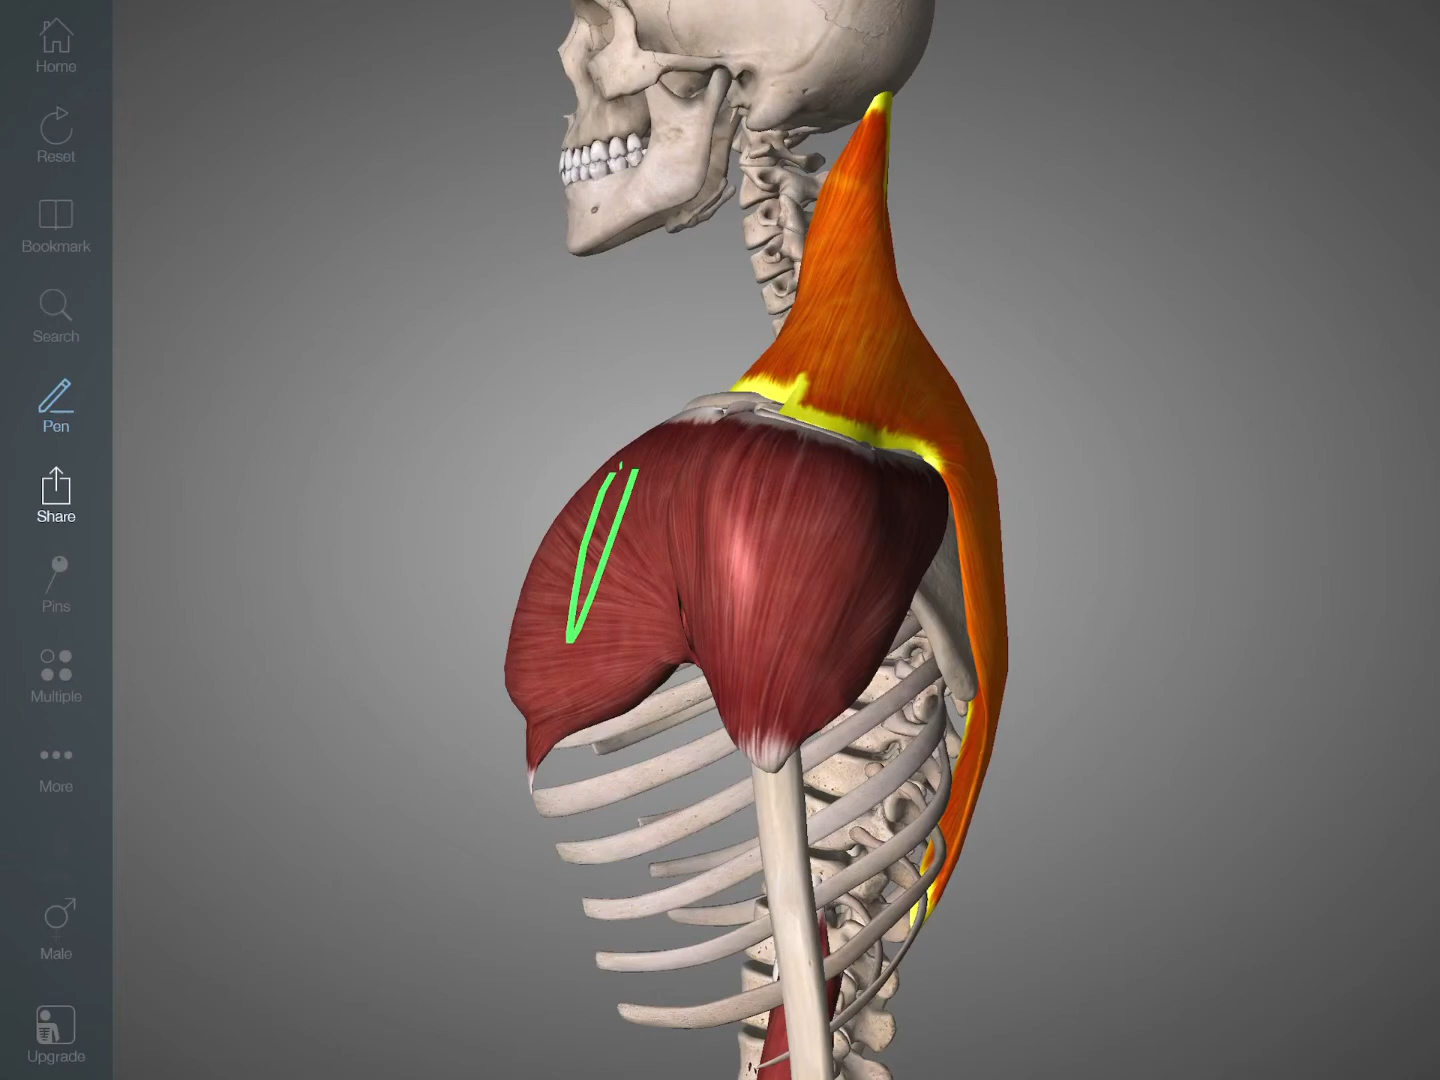 Home
Reset
Bookmark
Search
Pen
Share
Pins
Multiple
More
Male
Upgrade